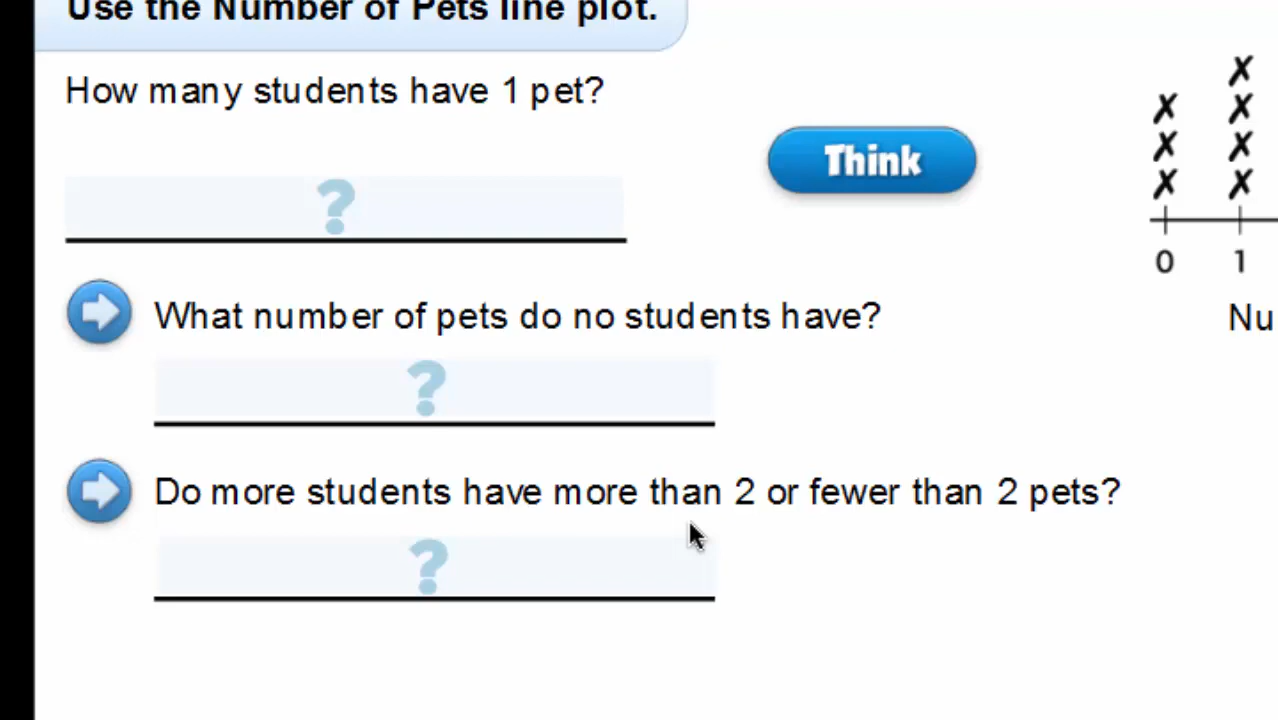 Use the Number of Pets line plot.
How many students have 1 pet?
Think
?
What number of pets do no students have?
?
Do more students have more than 2 or fewer than 2 pets?
?
X
X X
X X
X X
0 1
Nu